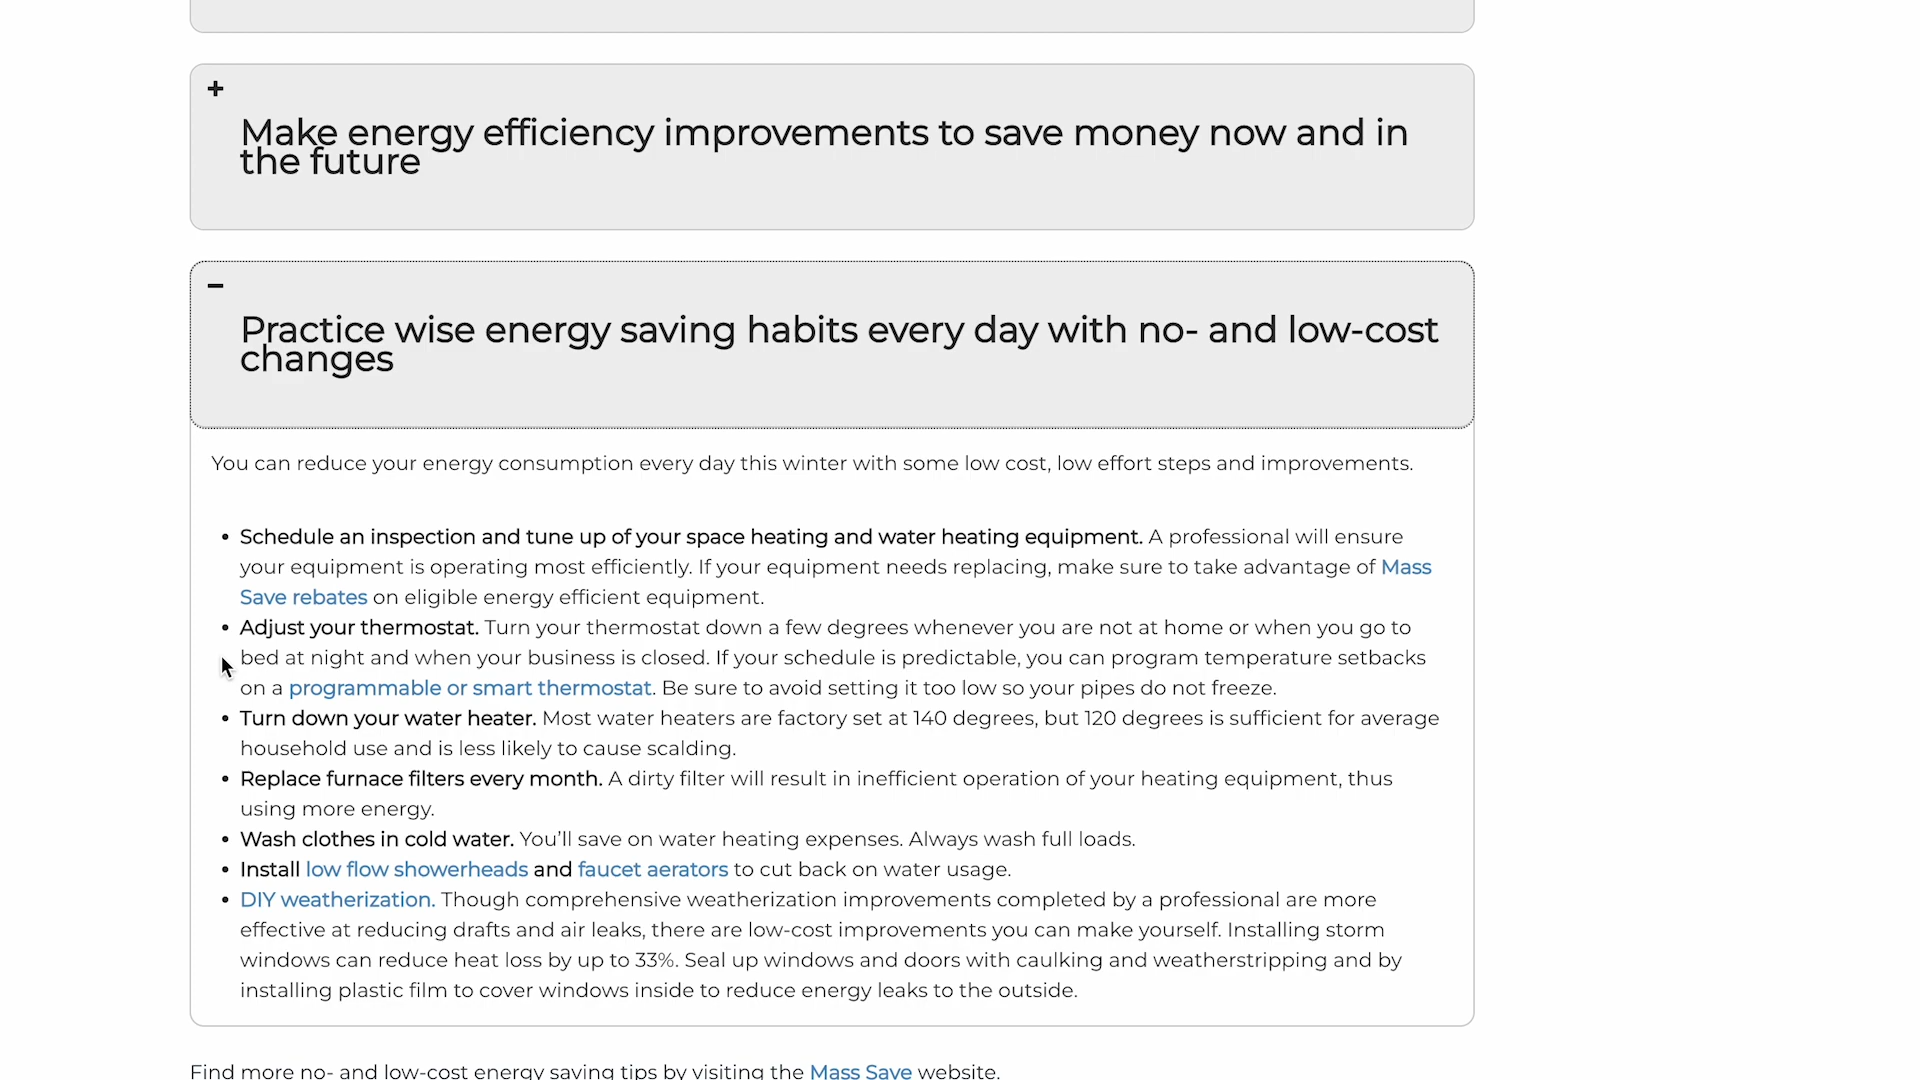 +
Make energy efficiency improvements to save money now and in
the future
–
Practice wise energy saving habits every day with no- and low-cost
changes
You can reduce your energy consumption every day this winter with some low cost, low effort steps and improvements.
• Schedule an inspection and tune up of your space heating and water heating equipment. A professional will ensure
your equipment is operating most efficiently. If your equipment needs replacing, make sure to take advantage of Mass
Save rebates on eligible energy efficient equipment.
• Adjust your thermostat. Turn your thermostat down a few degrees whenever you are not at home or when you go to
bed at night and when your business is closed. If your schedule is predictable, you can program temperature setbacks
on a programmable or smart thermostat. Be sure to avoid setting it too low so your pipes do not freeze.
• Turn down your water heater. Most water heaters are factory set at 140 degrees, but 120 degrees is sufficient for average
household use and is less likely to cause scalding.
• Replace furnace filters every month. A dirty filter will result in inefficient operation of your heating equipment, thus
using more energy.
• Wash clothes in cold water. You’ll save on water heating expenses. Always wash full loads.
• Install low flow showerheads and faucet aerators to cut back on water usage.
• DIY weatherization. Though comprehensive weatherization improvements completed by a professional are more
effective at reducing drafts and air leaks, there are low-cost improvements you can make yourself. Installing storm
windows can reduce heat loss by up to 33%. Seal up windows and doors with caulking and weatherstripping and by
installing plastic film to cover windows inside to reduce energy leaks to the outside.
Find more no- and low-cost energy saving tips by visiting the Mass Save website.